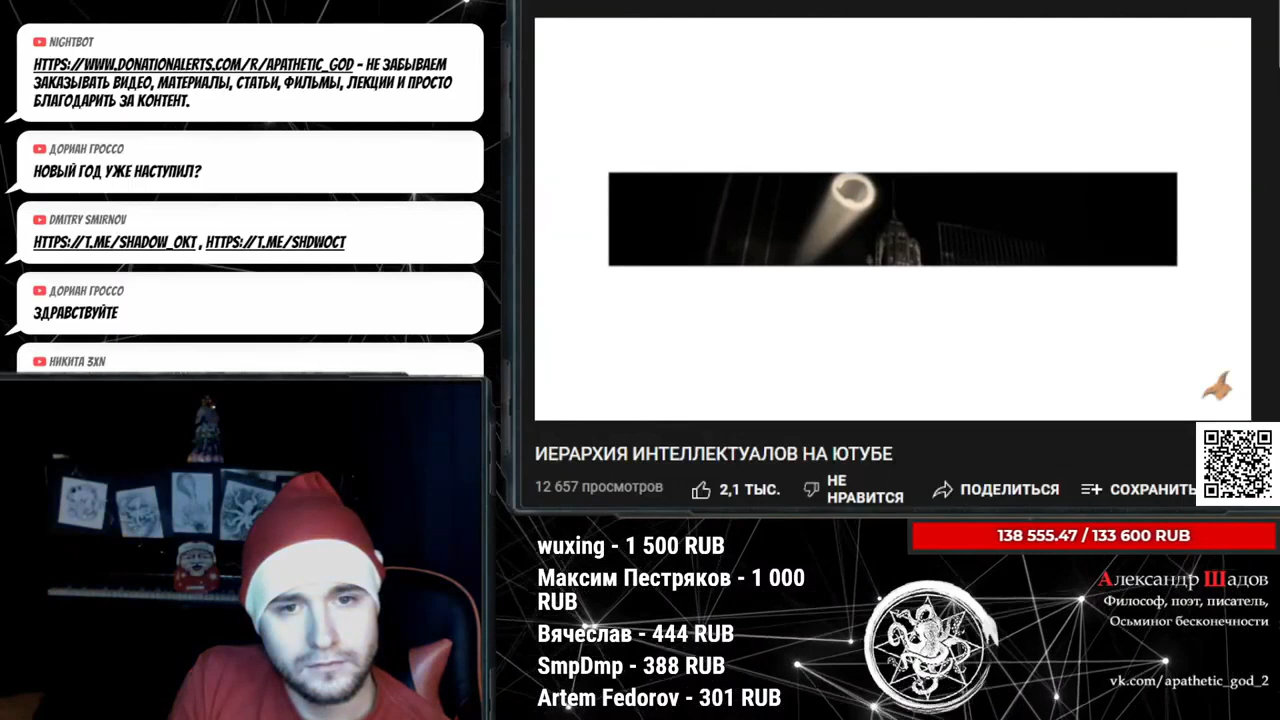 NIGHTBOT
HTTPS://WWW.DONATIONALERTS.COM/R/APATHETIC_GOD - НЕ ЗАБЫВАЕМ
ЗАКАЗЫВАТЬ ВИДЕО, МАТЕРИАЛЫ, СТАТЬИ, ФИЛЬМЫ, ЛЕКЦИИ И ПРОСТО
БЛАГОДАРИТЬ ЗА КОНТЕНТ.
ДОРИАН ГРОССО
НОВЫЙ ГОД УЖЕ НАСТУПИЛ?
DMITRY SMIRNOV
HTTPS://T.ME/SHADOW_OKT , HTTPS://T.ME/SHDWOCT
ДОРИАН ГРОССО
ЗДРАВСТВУЙТЕ
НИКИТА 3XN
ИЕРАРХИЯ ИНТЕЛЛЕКТУАЛОВ НА ЮТУБЕ
12 657 просмотров
2,1 ТЫС.
НЕ
НРАВИТСЯ
ПОДЕЛИТЬСЯ
СОХРАНИТЬ
138 555.47 / 133 600 RUB
wuxing - 1 500 RUB
Максим Пестряков - 1 000
RUB
Вячеслав - 444 RUB
SmpDmp - 388 RUB
Artem Fedorov - 301 RUB
Александр Шадов
Философ, поэт, писатель,
Осьминог бесконечности
vk.com/apathetic_god_2